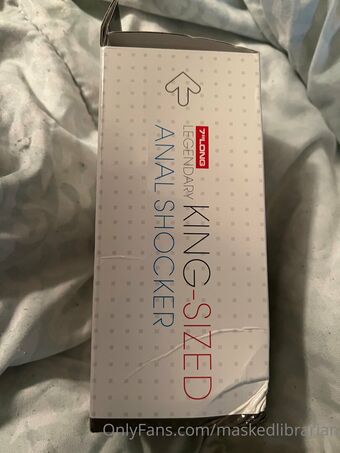 7"LONG
LEGENDARY
KING-SIZED
ANAL SHOCKER
OnlyFans.com/maskedlibrarian